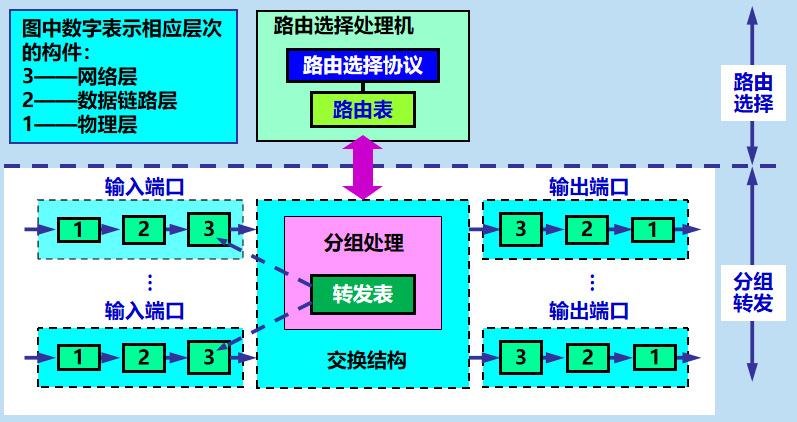 图中数字表示相应层次
的构件：
3——网络层
2——数据链路层
1——物理层
路由选择处理机
路由选择协议
路由表
路由
选择
输入端口
1
2
3
⋮
输入端口
1
2
3
分组处理
转发表
交换结构
输出端口
3
2
1
⋮
输出端口
3
2
1
分组
转发